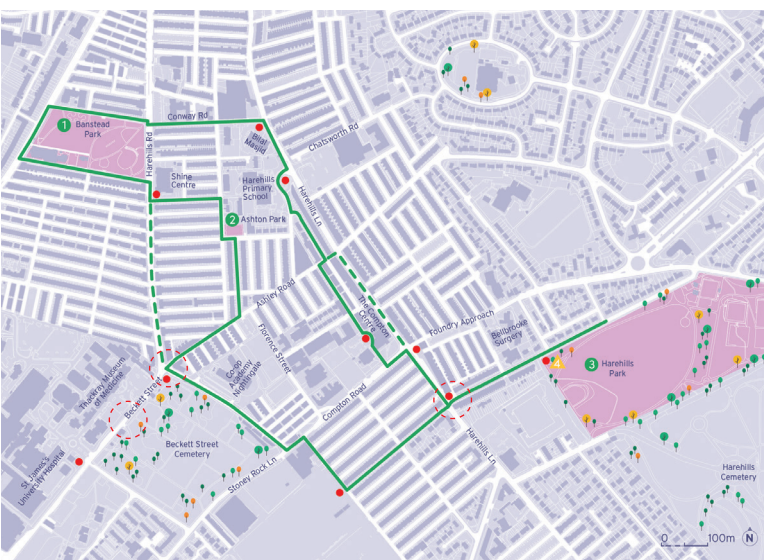 1
Banstead
Park
Conway Rd
Harehills Rd
Bilal
Masjid
Chatsworth Rd
Shine
Centre
Harehills
Primary
School
Harehills Ln
2
Ashton Park
Ashley Road
The Compton
Centre
Foundry Approach
Bellbrooke
Surgery
Florence Street
Co-op
Academy
Nightingale
Compton Road
4
3
Harehills
Park
Thackray Museum
of Medicine
Beckett Street
Beckett Street
Cemetery
St James's
University Hospital
Stoney Rock Ln
Harehills Ln
Harehills
Cemetery
0
100m
N